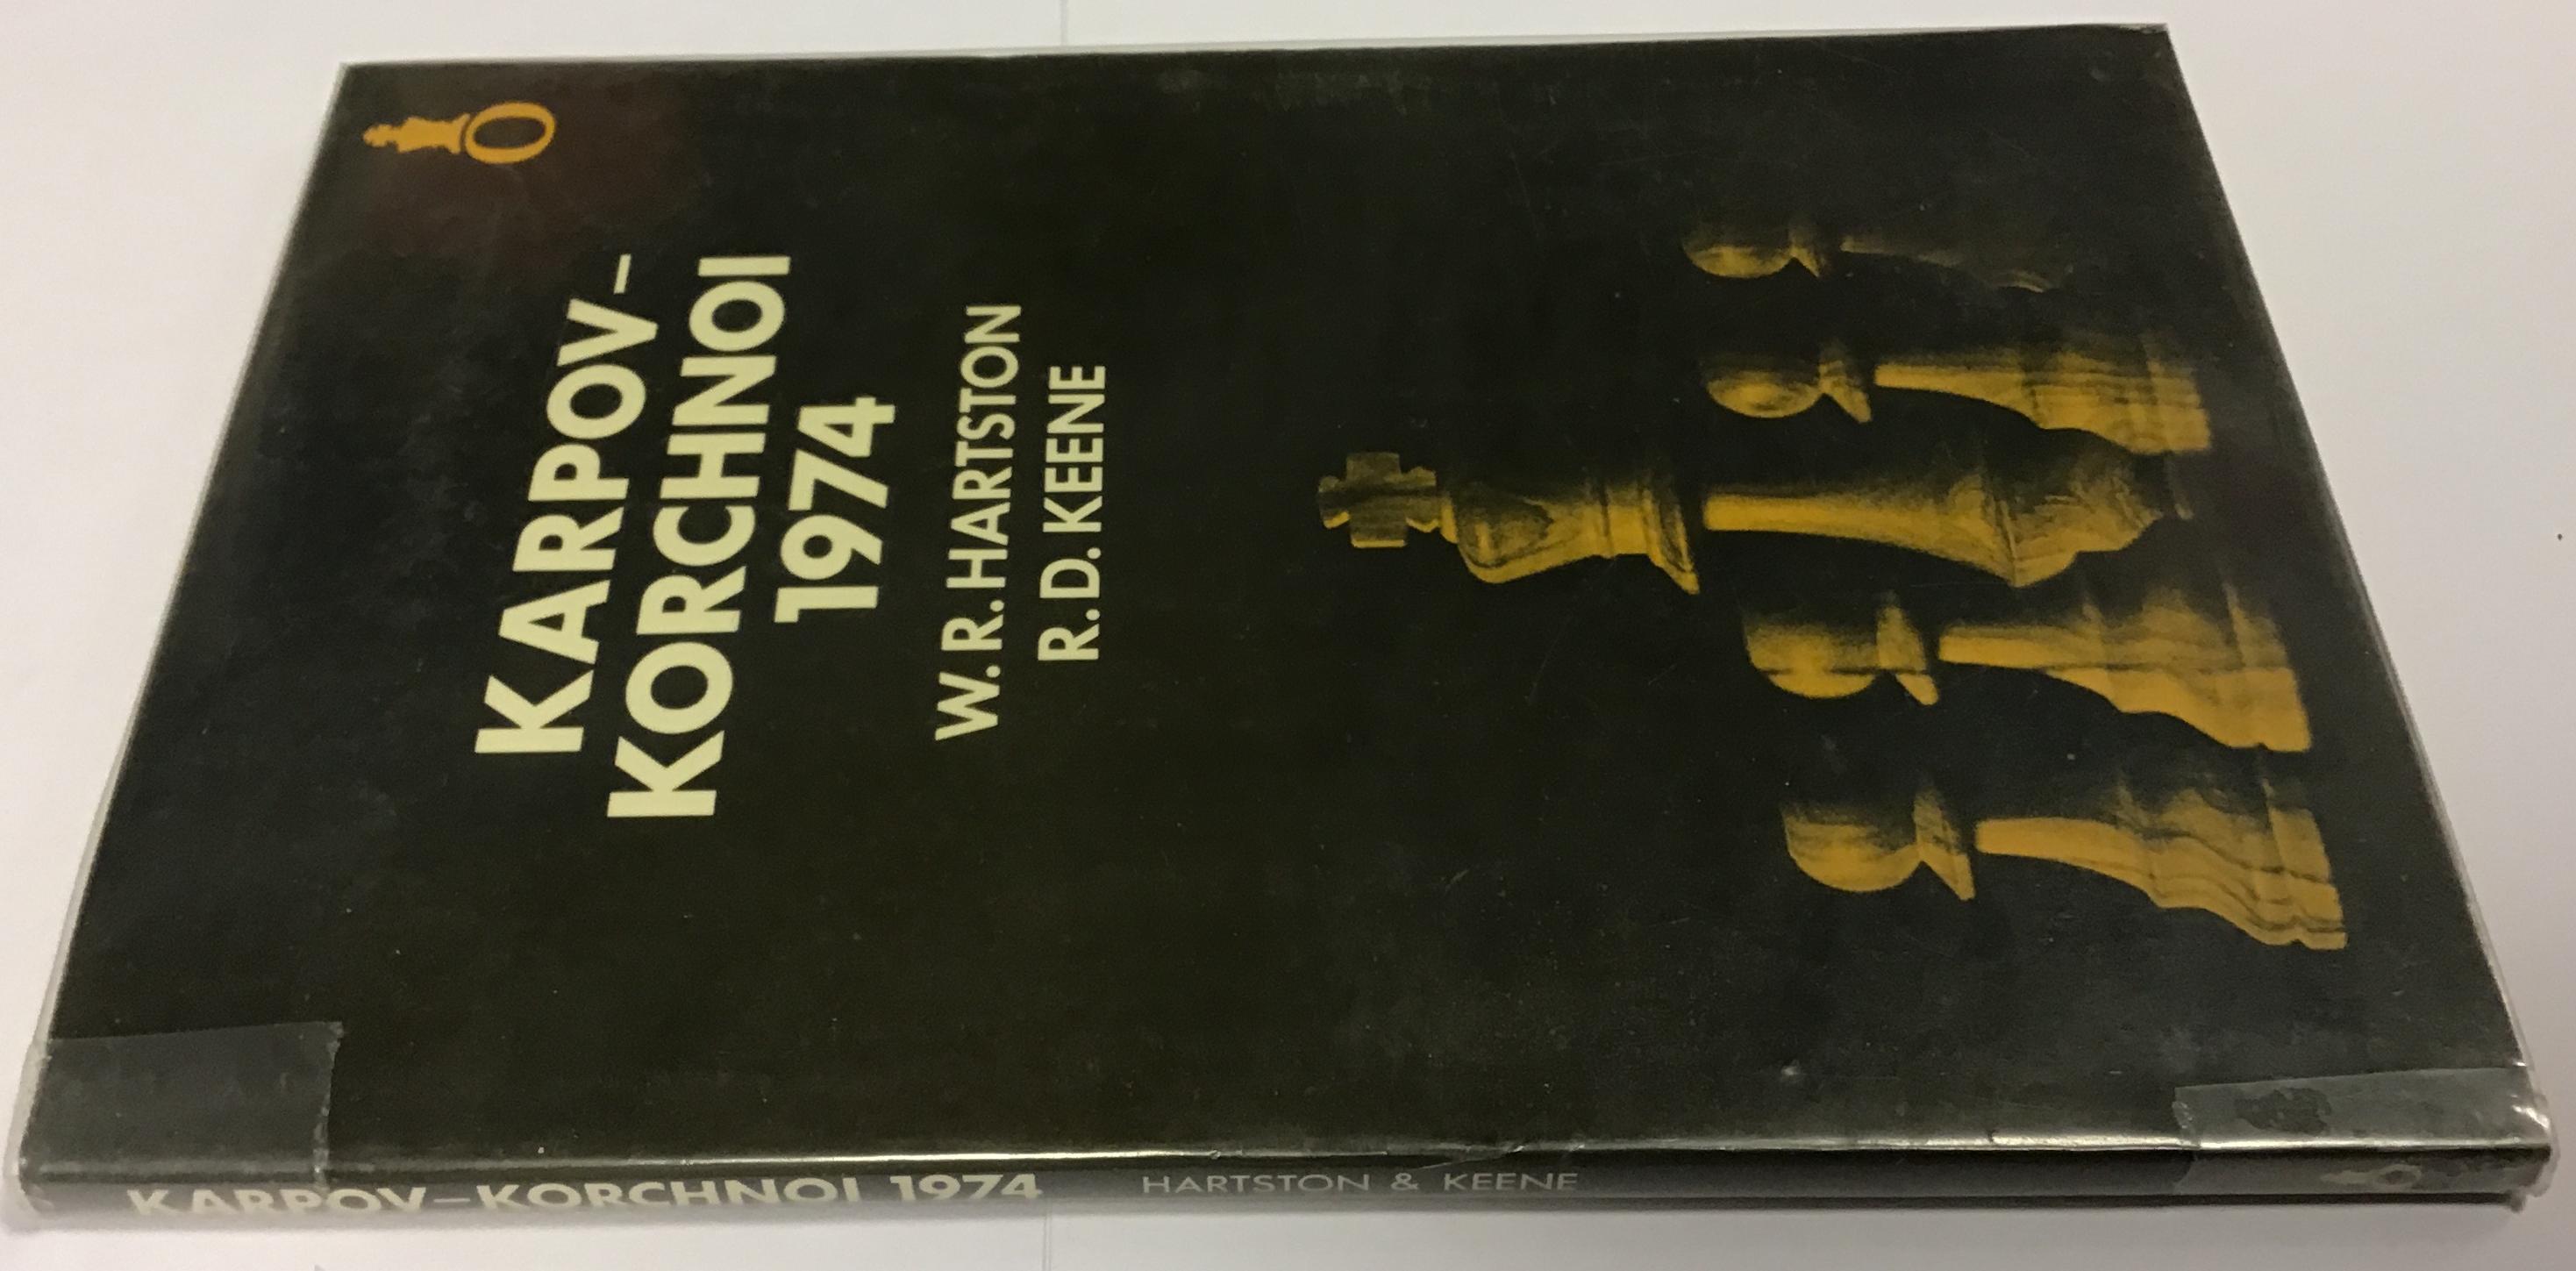 KARPOV–
KORCHNOI
1974
W.R.HARTSTON
R.D.KEENE
KARPOV–KORCHNOI 1974 HARTSTON & KEENE